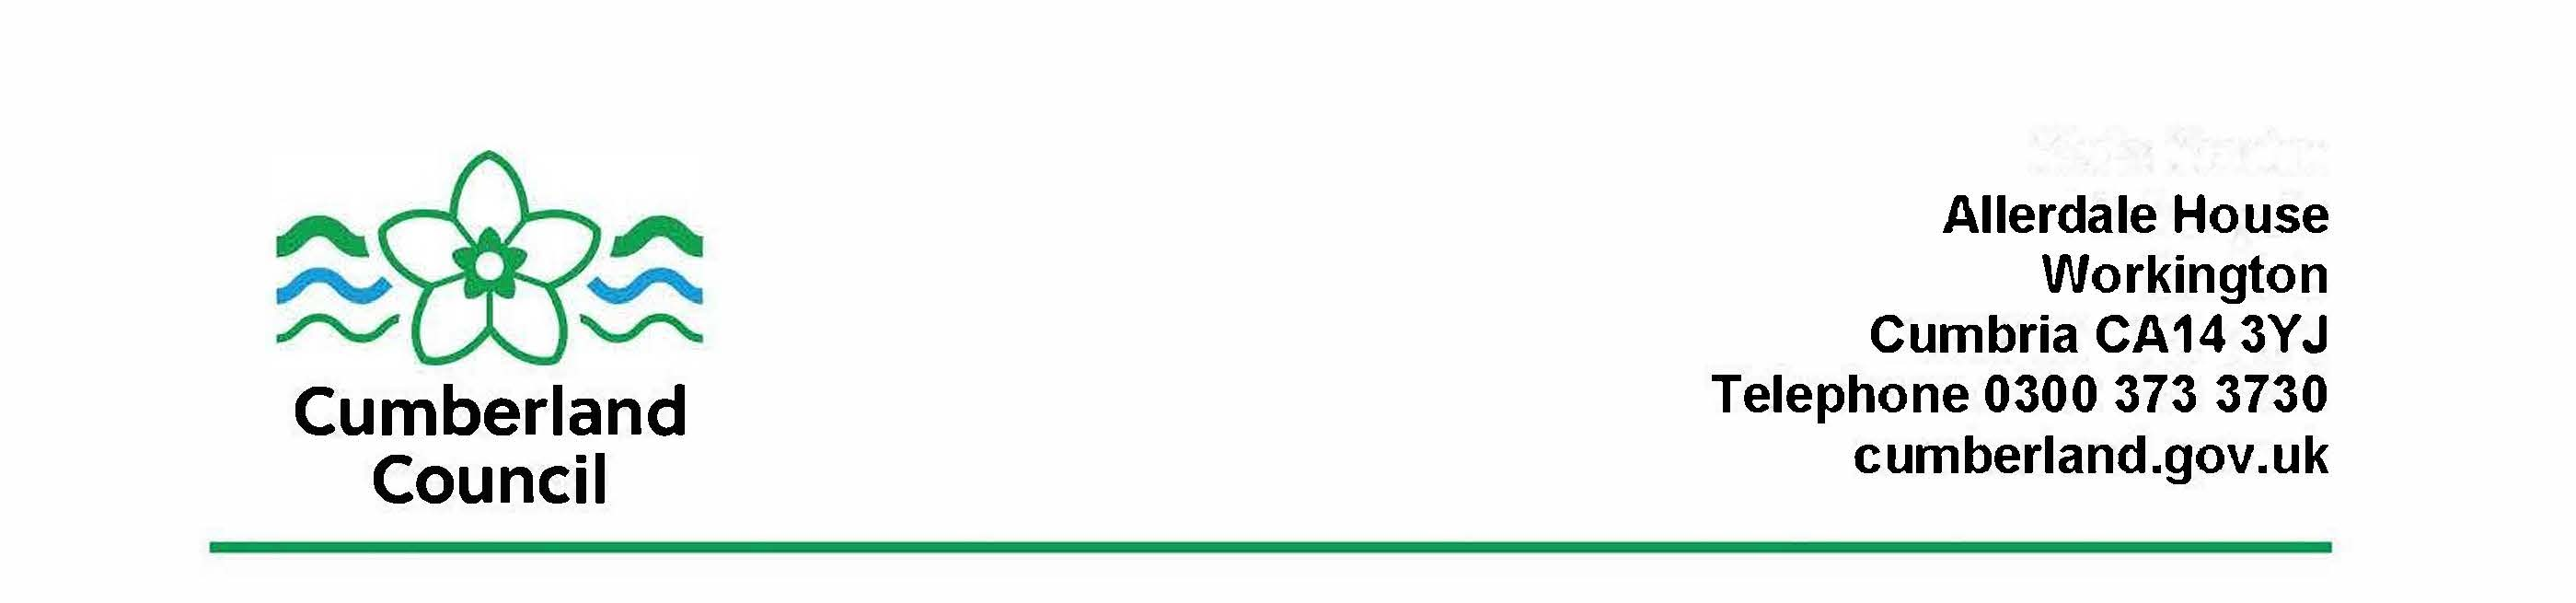 Cumberland
Council
Allerdale House
Workington
Cumbria CA14 3YJ
Telephone 0300 373 3730
cumberland.gov.uk